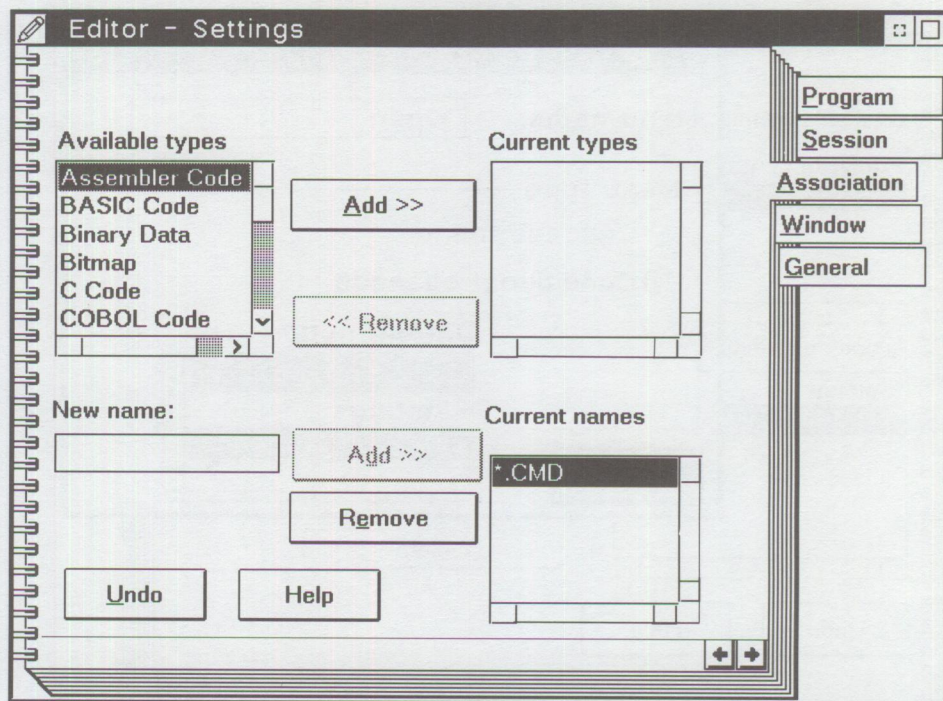 Editor - Settings
Program
Session
Association
Window
General
Available types
Assembler Code
BASIC Code
Binary Data
Bitmap
C Code
COBOL Code
Add >>
<< Remove
Current types
New name:
Add >>
Remove
Current names
*.CMD
Undo
Help